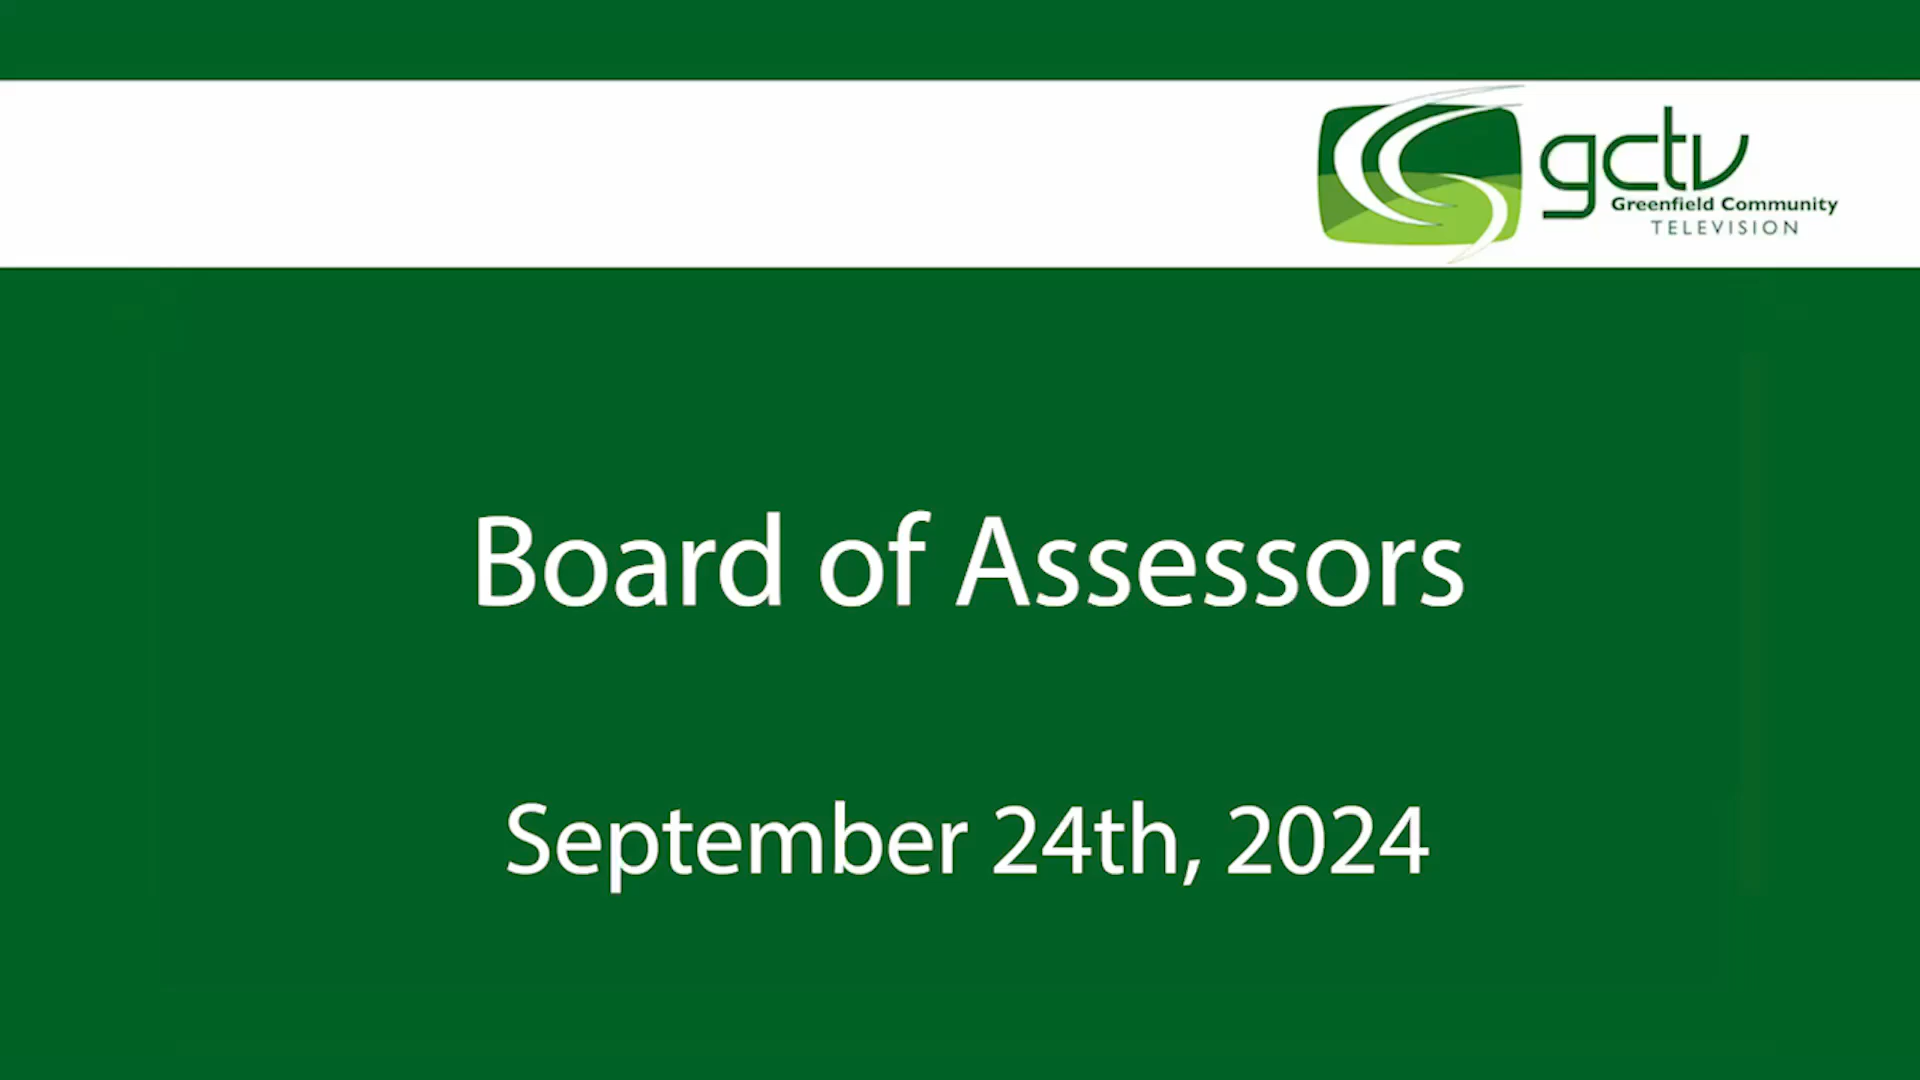 gctv
Greenfield Community
TELEVISION
Board of Assessors
September 24th, 2024